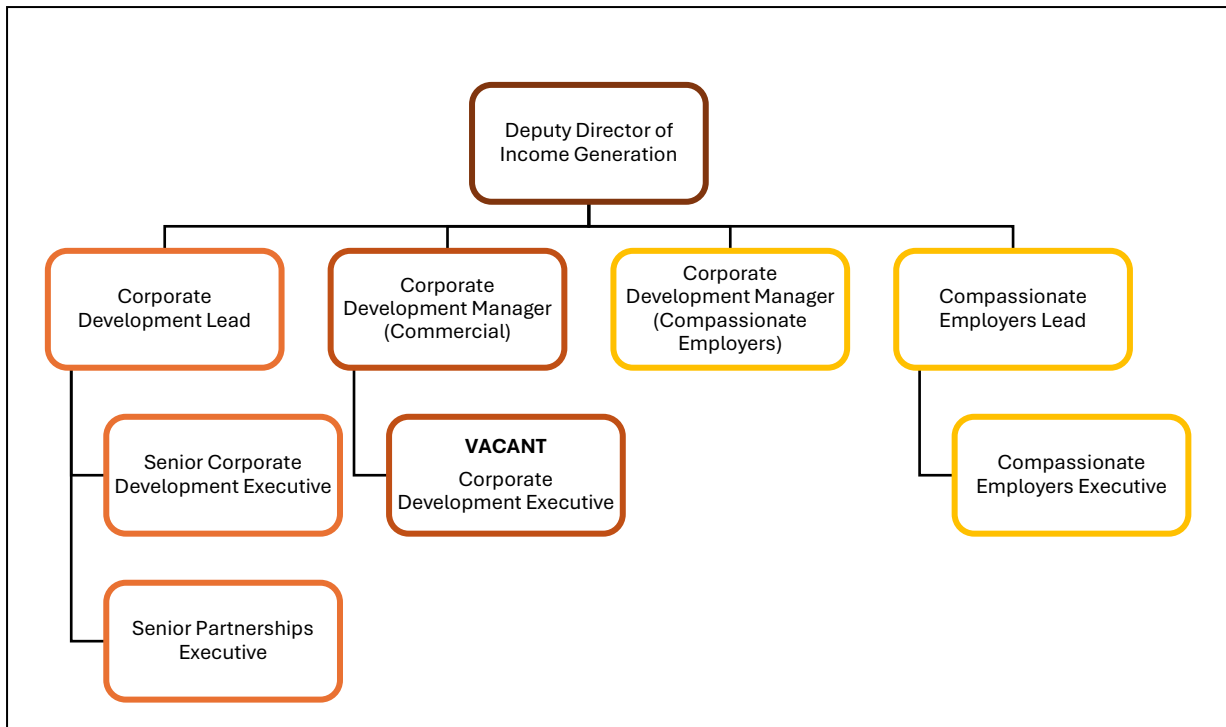 Deputy Director of
Income Generation
Corporate
Development Lead
Corporate
Development Manager
(Commercial)
Corporate
Development Manager
(Compassionate
Employers)
Compassionate
Employers Lead
Senior Corporate
Development Executive
VACANT
Corporate
Development Executive
Compassionate
Employers Executive
Senior Partnerships
Executive